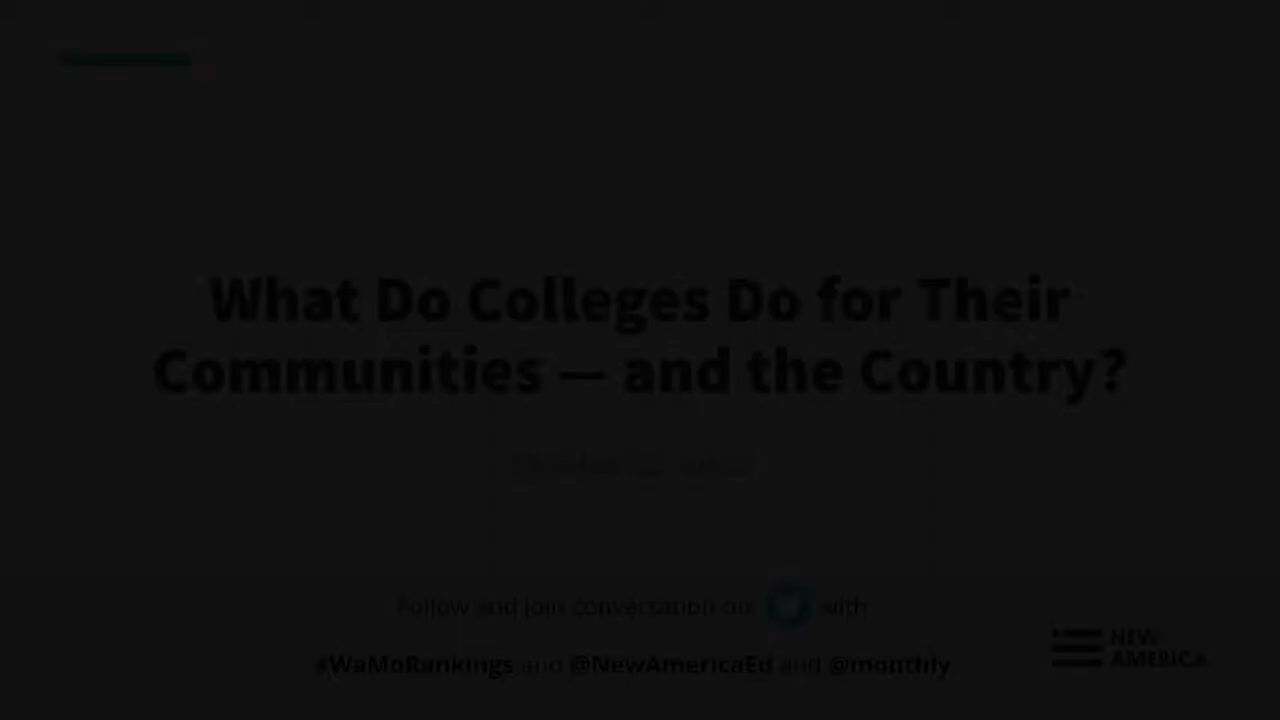 What Do Colleges Do for Their
Communities — and the Country?
Follow and join conversation on with
#WaMoRankings and @NewAmericaEd and @monthly
NEW
AMERICA